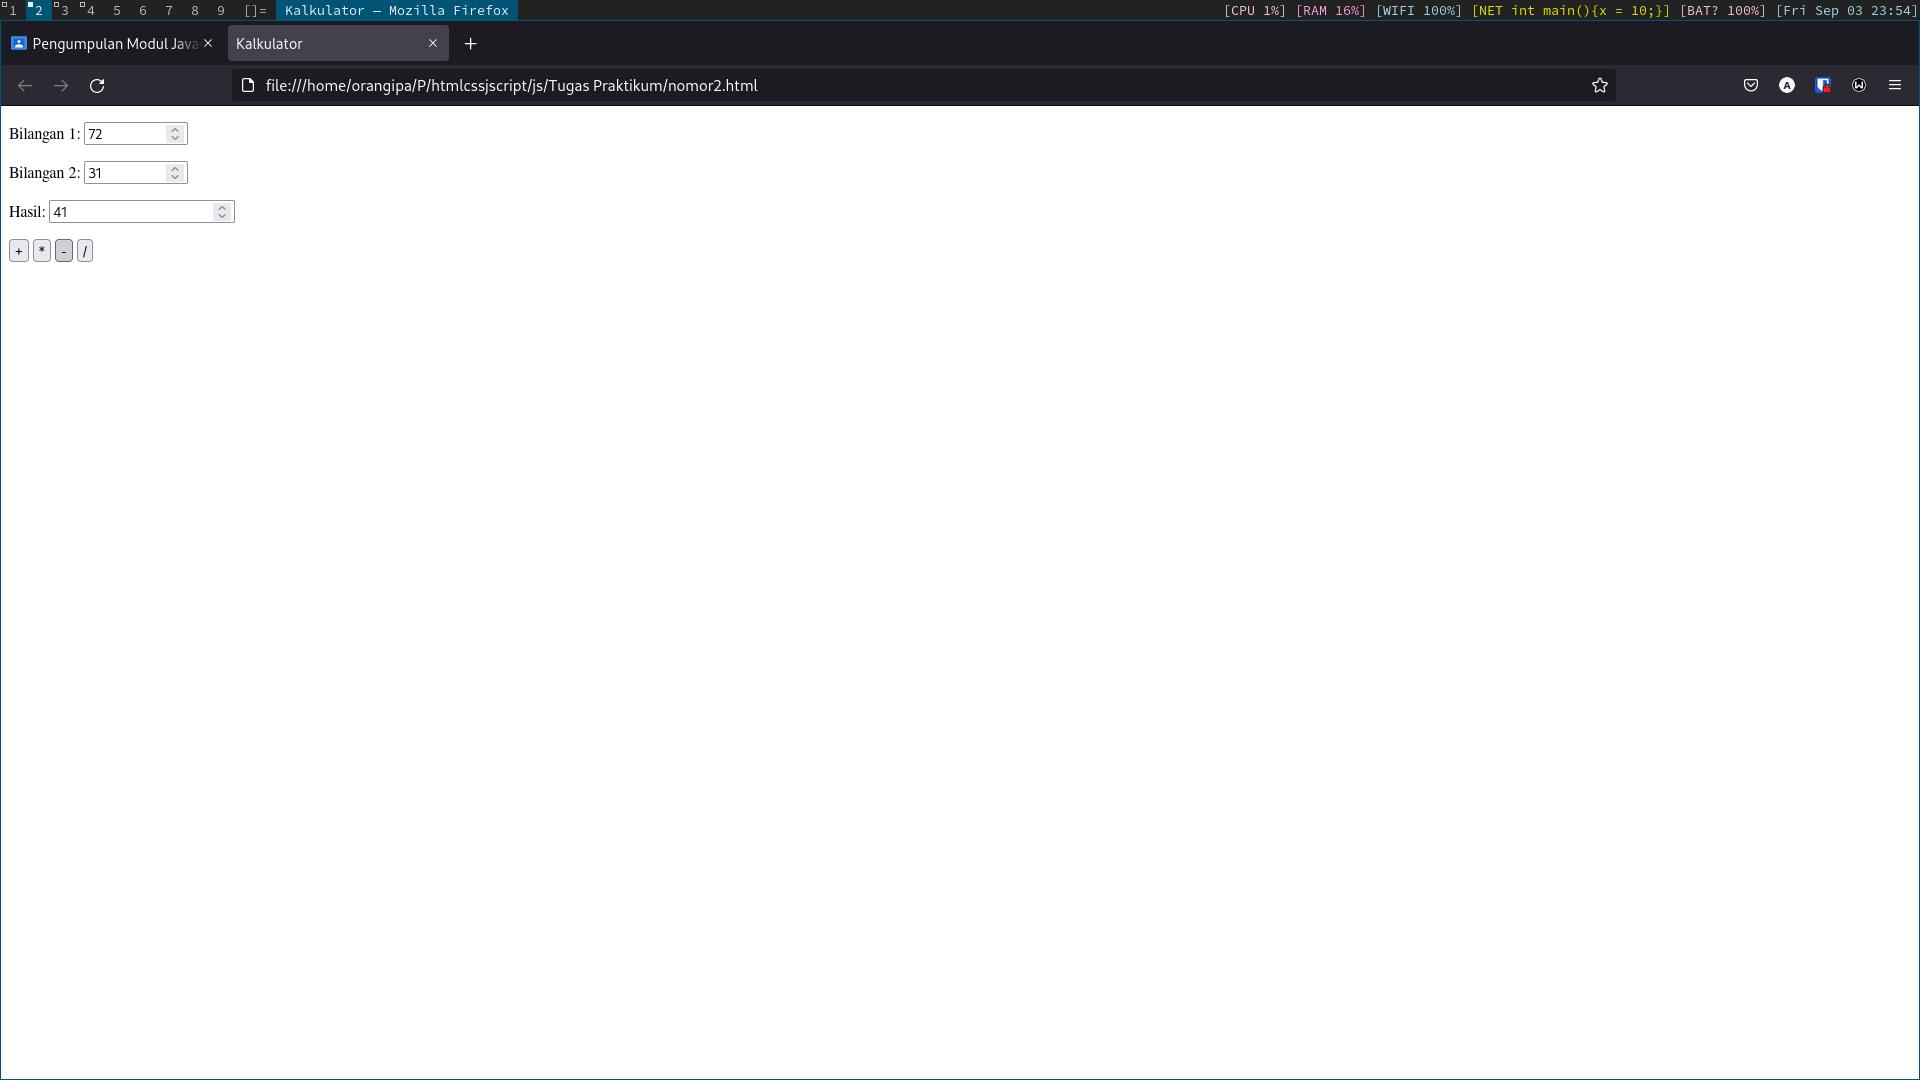 1 2 3 4 5 6 7 8 9 []= Kalkulator — Mozilla Firefox [CPU 1%] [RAM 16%] [WIFI 100%] [NET int main(){x = 10;}] [BAT? 100%] [Fri Sep 03 23:54]
Pengumpulan Modul Java Kalkulator
file:///home/orangipa/P/htmlcssjscript/js/Tugas Praktikum/nomor2.html
Bilangan 1: 72
Bilangan 2: 31
Hasil: 41
+ * - /